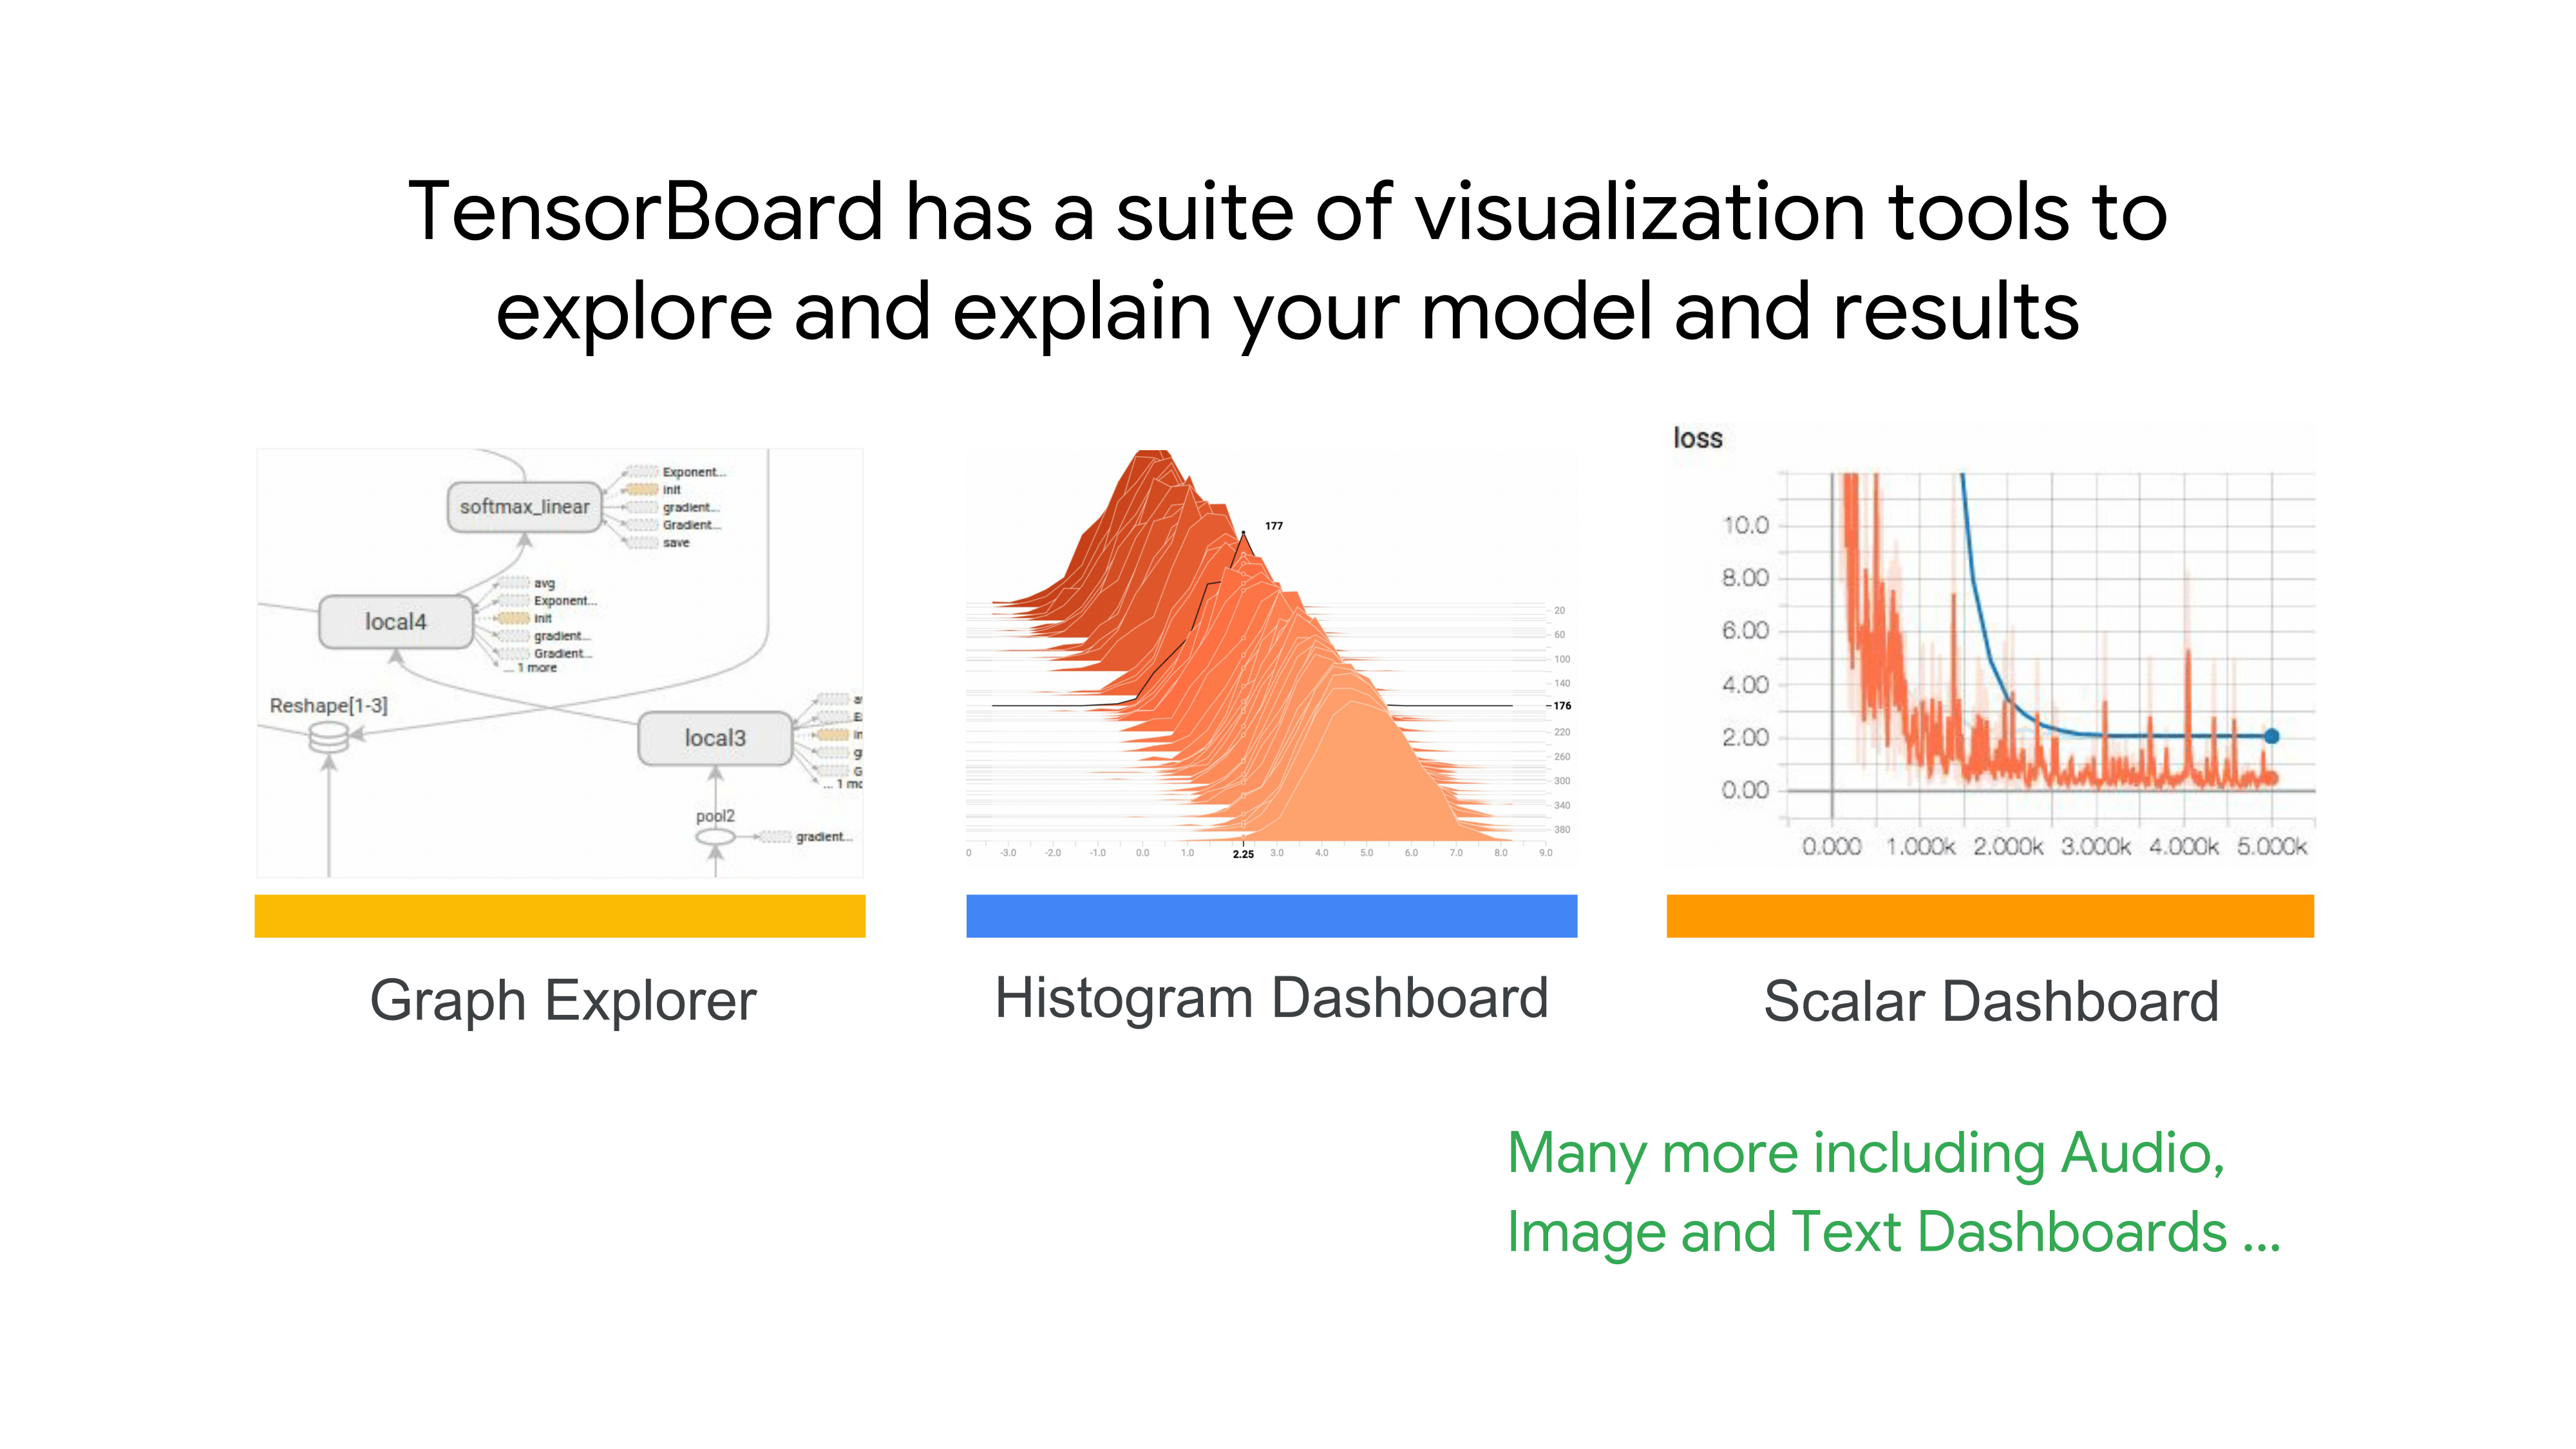 TensorBoard has a suite of visualization tools to
explore and explain your model and results
softmax_linear
Exponent...
init
gradient...
Gradient...
save
local4
avg
Exponent...
init
gradient...
Gradient...
... 1 more
Reshape[1-3]
local3
pool2
gradient...
177
20
60
100
140
176
220
260
300
340
380
0 -3.0 -2.0 -1.0 0.0 1.0 2.25 3.0 4.0 5.0 6.0 7.0 8.0 9.0
loss
10.0
8.00
6.00
4.00
2.00
0.00
0.000 1.000k 2.000k 3.000k 4.000k 5.000k
Graph Explorer
Histogram Dashboard
Scalar Dashboard
Many more including Audio,
Image and Text Dashboards ...